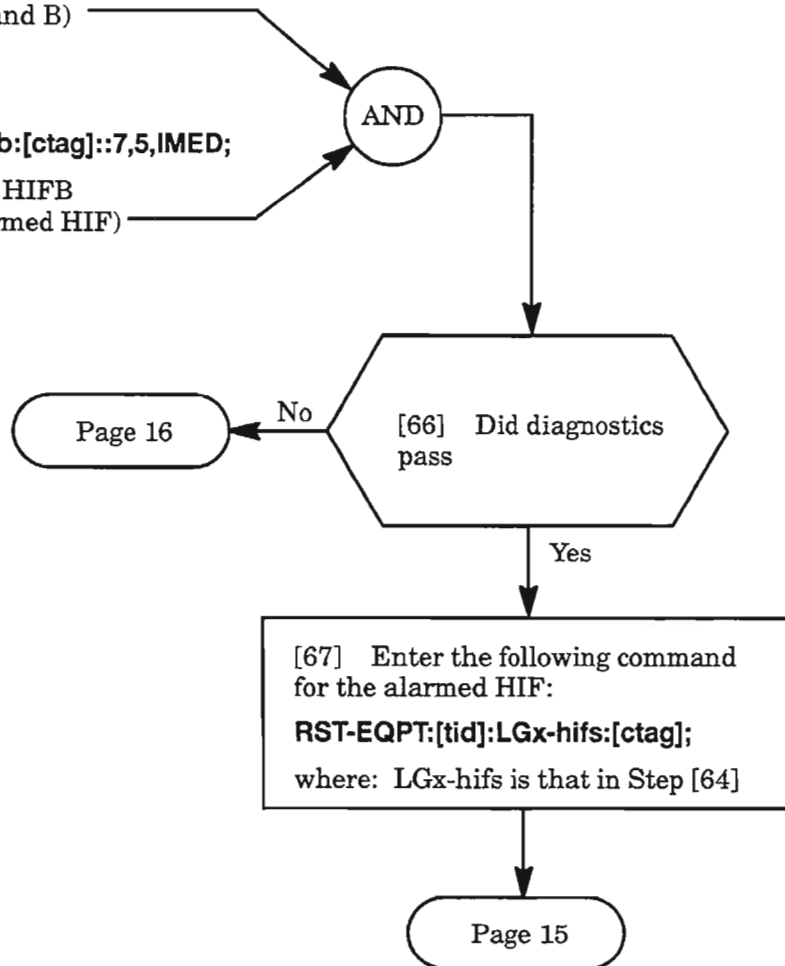 and B)
AND
b:[ctag]::7,5,IMED;
HIFB
rmed HIF)
No
Page 16
[66] Did diagnostics
pass
Yes
[67] Enter the following command
for the alarmed HIF:
RST-EQPT:[tid]:LGx-hifs:[ctag];
where: LGx-hifs is that in Step [64]
Page 15